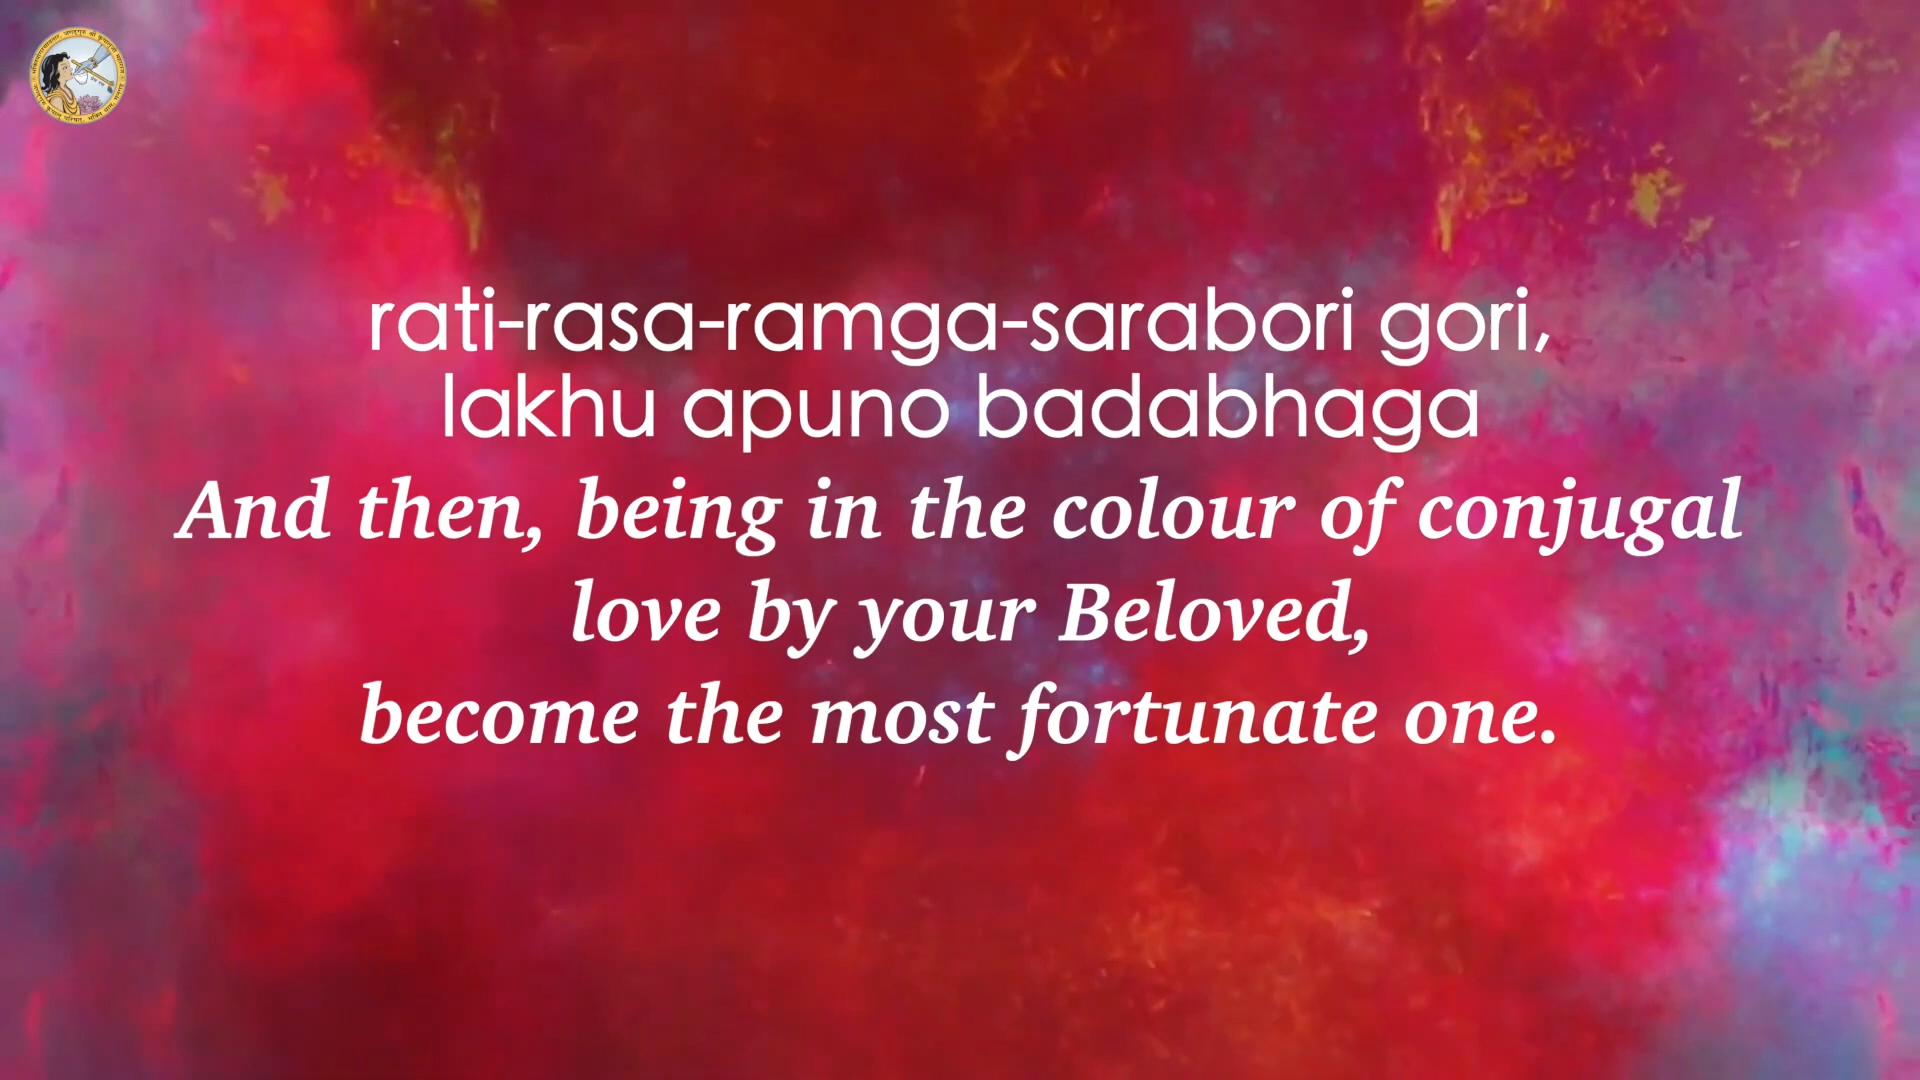 rati-rasa-ramga-sarabori gori,
lakhu apuno badabhaga
And then, being in the colour of conjugal
love by your Beloved,
become the most fortunate one.